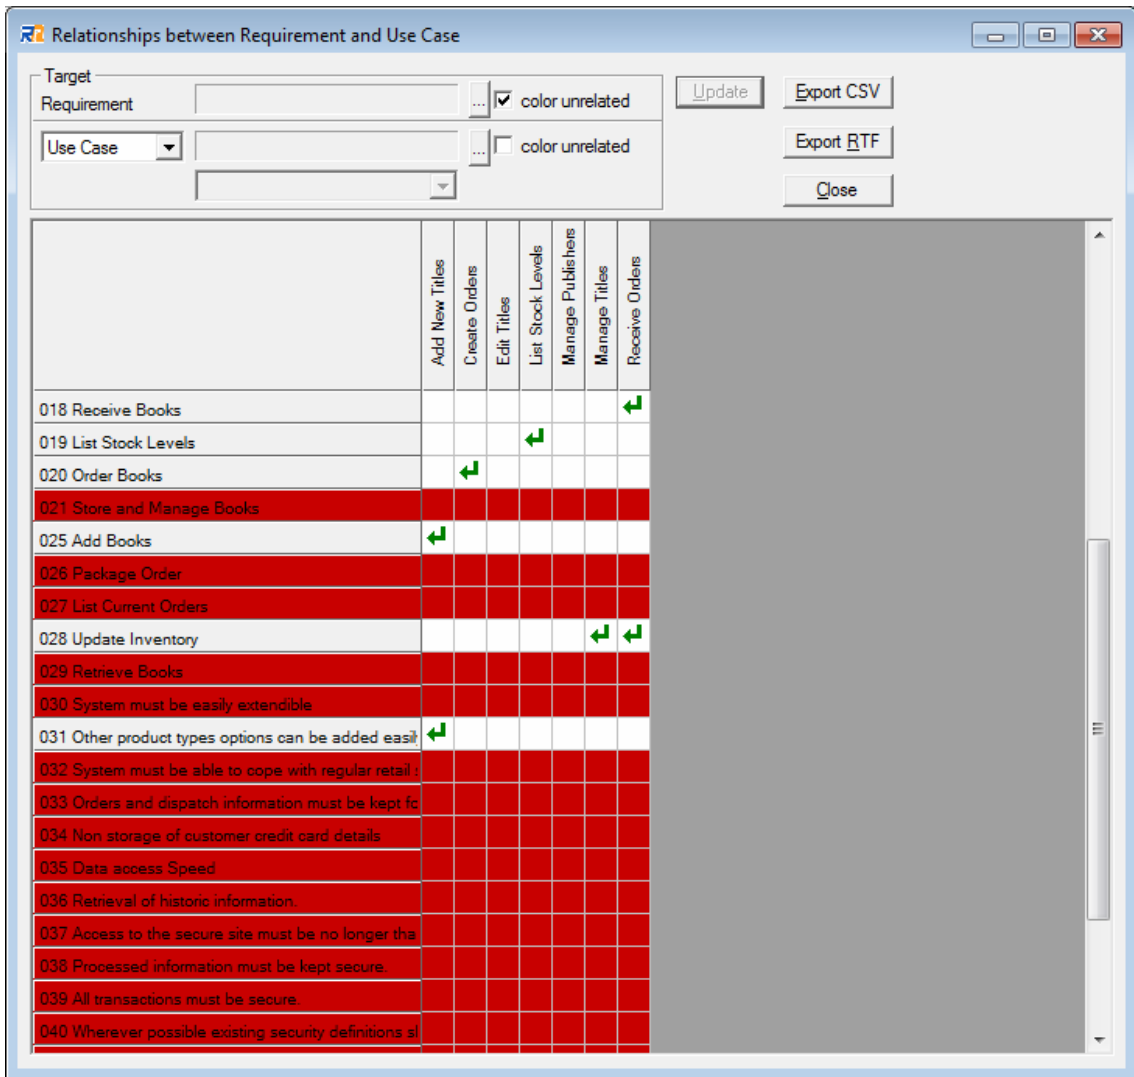 Relationships between Requirement and Use Case
Target
Requirement
...
color unrelated
Update
Export CSV
Use Case
...
color unrelated
Export RTF
Close
Add New Titles
Create Orders
Edit Titles
List Stock Levels
Manage Publishers
Manage Titles
Receive Orders
018 Receive Books
019 List Stock Levels
020 Order Books
021 Store and Manage Books
025 Add Books
026 Package Order
027 List Current Orders
028 Update Inventory
029 Retrieve Books
030 System must be easily extendible
031 Other product types options can be added easil
032 System must be able to cope with regular retail s
033 Orders and dispatch information must be kept fo
034 Non storage of customer credit card details
035 Data access Speed
036 Retrieval of historic information.
037 Access to the secure site must be no longer tha
038 Processed information must be kept secure.
039 All transactions must be secure.
040 Wherever possible existing security definitions sh